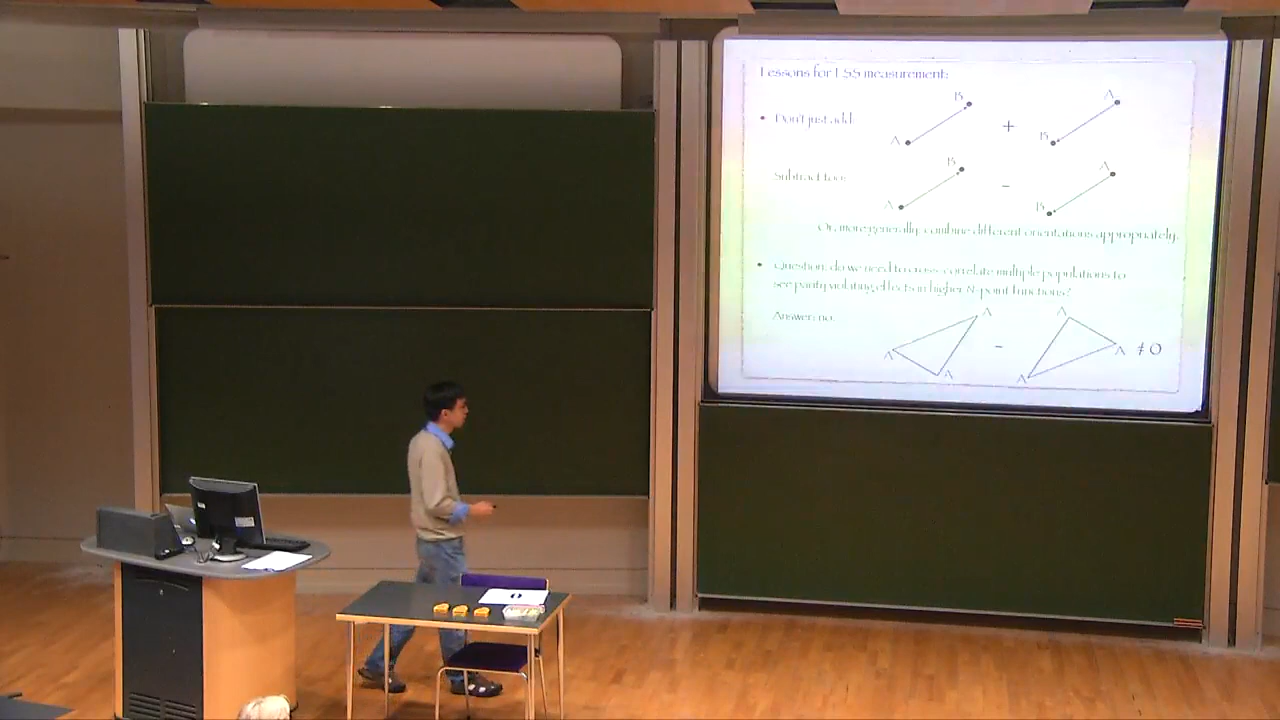 Lessons for LSS measurement:
• Don't just add:
A B + B A
Subtract too:
A B - B A
Or, more generally, combine different orientations appropriately.
• Question: do we need to cross-correlate multiple populations to
see parity violating effects in higher N-point functions?
Answer: no.
A A A - A A A ≠ 0